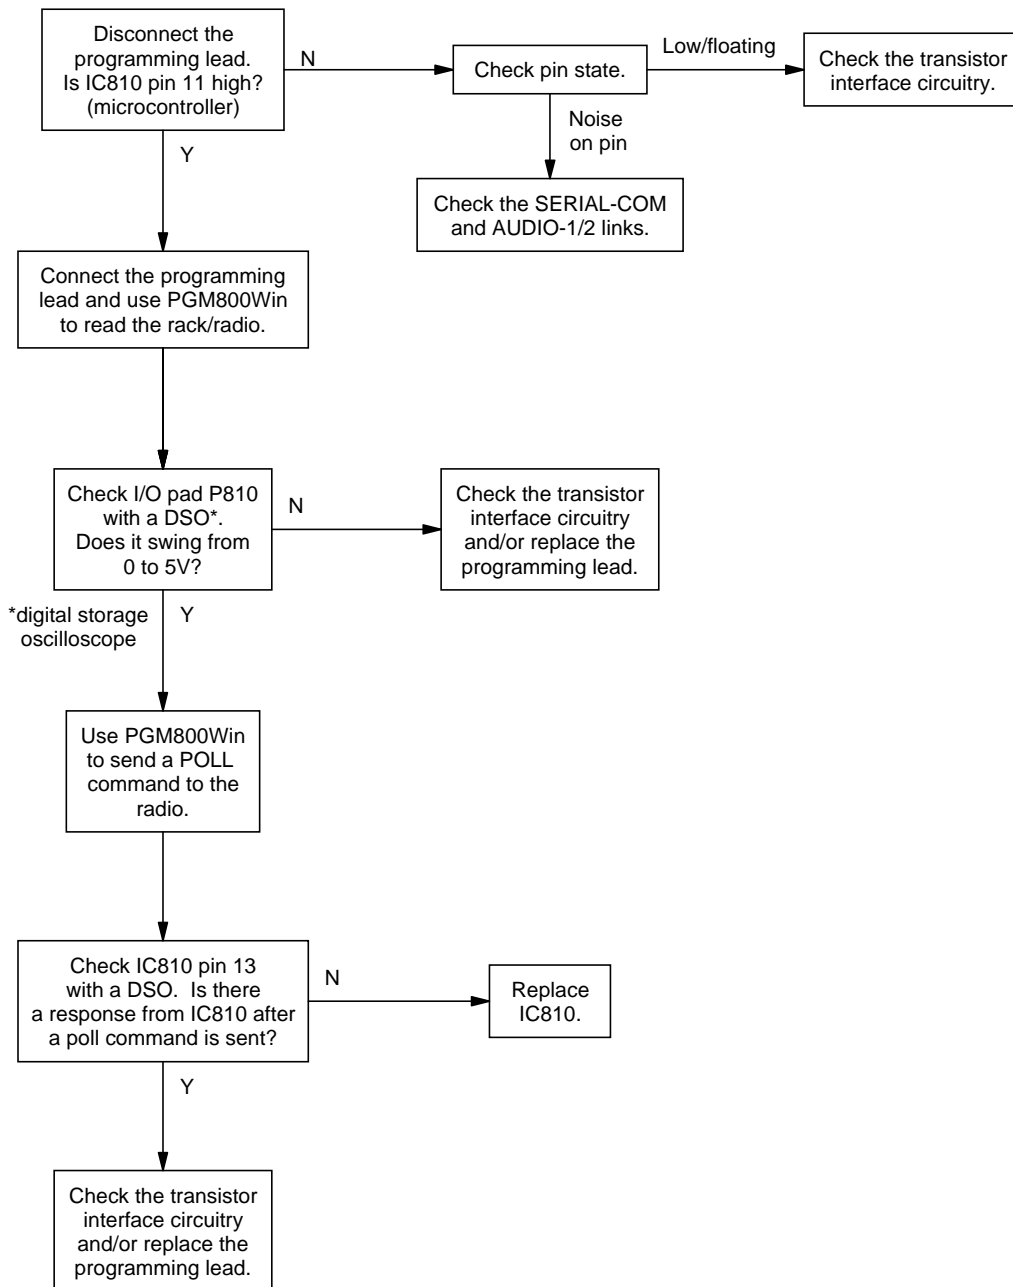 Disconnect the
programming lead.
Is IC810 pin 11 high?
(microcontroller)
N
Check pin state.
Low/floating
Check the transistor
interface circuitry.
Noise
on pin
Y
Check the SERIAL-COM
and AUDIO-1/2 links.
Connect the programming
lead and use PGM800Win
to read the rack/radio.
Check I/O pad P810
with a DSO*.
Does it swing from
0 to 5V?
N
Check the transistor
interface circuitry
and/or replace the
programming lead.
*digital storage
oscilloscope
Y
Use PGM800Win
to send a POLL
command to the
radio.
Check IC810 pin 13
with a DSO.  Is there
a response from IC810 after
a poll command is sent?
N
Replace
IC810.
Y
Check the transistor
interface circuitry
and/or replace the
programming lead.